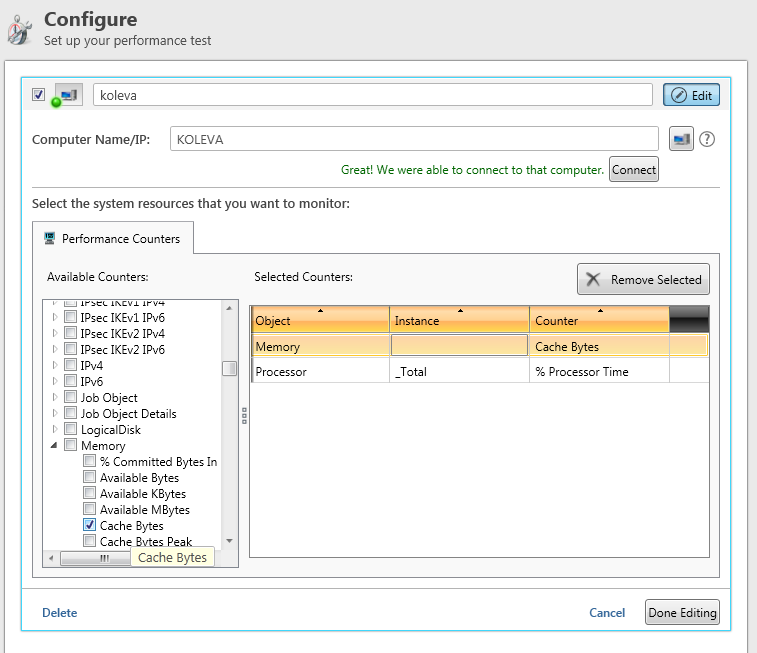 Configure
Set up your performance test
koleva
Edit
Computer Name/IP:
KOLEVA
?
Great! We were able to connect to that computer.
Connect
Select the system resources that you want to monitor:
Performance Counters
Available Counters:
Selected Counters:
Remove Selected
IPsec IKEv1 IPv4
IPsec IKEv1 IPv6
IPsec IKEv2 IPv4
IPsec IKEv2 IPv6
IPv4
IPv6
Job Object
Job Object Details
LogicalDisk
Memory
% Committed Bytes In
Available Bytes
Available KBytes
Available MBytes
Cache Bytes
Cache Bytes Peak
Cache Bytes
Object Instance Counter
Memory Cache Bytes
Processor _Total % Processor Time
Delete
Cancel
Done Editing